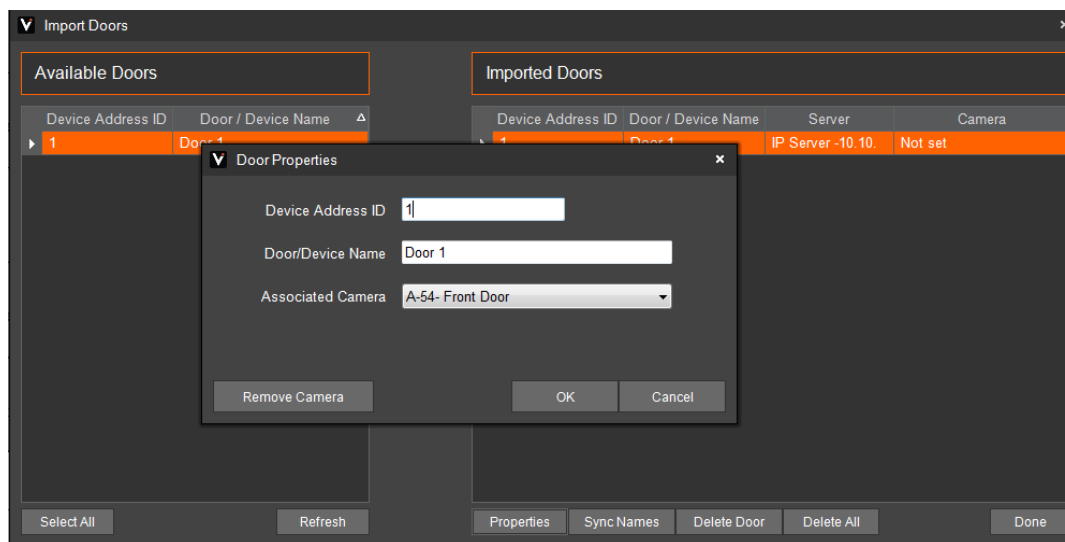 Import Doors
Available Doors
Imported Doors
Device Address ID Door / Device Name
Device Address ID Door / Device Name Server Camera
1 Door 1
1 Door 1 IP Server -10.10. Not set
Door Properties
Device Address ID 1
Door/Device Name Door 1
Associated Camera A-54- Front Door
Remove Camera OK Cancel
Select All Refresh Properties Sync Names Delete Door Delete All Done